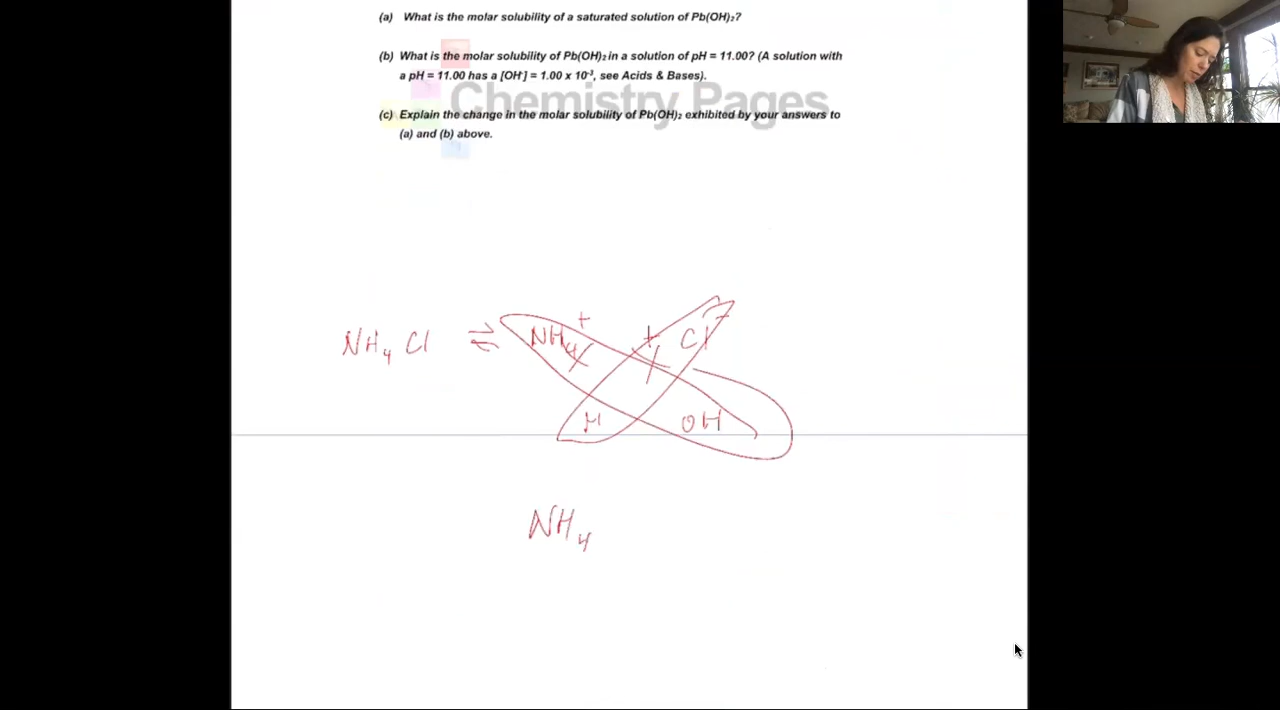 (a) What is the molar solubility of a saturated solution of Pb(OH)₂?
(b) What is the molar solubility of Pb(OH)₂ in a solution of pH = 11.00? (A solution with
a pH = 11.00 has a [OH⁻] = 1.00 x 10⁻³, see Acids & Bases).
Chemistry Pages
(c) Explain the change in the molar solubility of Pb(OH)₂ exhibited by your answers to
(a) and (b) above.
NH₄Cl ⇌ NH₄⁺ + Cl⁻
H OH
NH₄